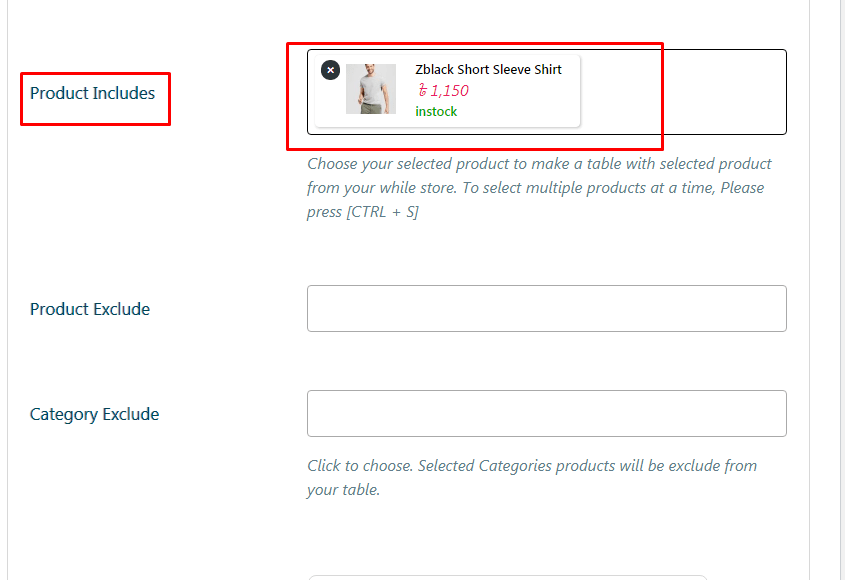 Product Includes
Zblack Short Sleeve Shirt
৳ 1,150
instock
Choose your selected product to make a table with selected product
from your while store. To select multiple products at a time, Please
press [CTRL + S]
Product Exclude
Category Exclude
Click to choose. Selected Categories products will be exclude from
your table.